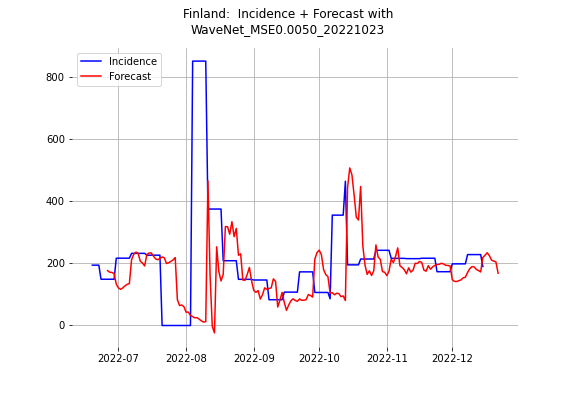 Finland:  Incidence + Forecast with
WaveNet_MSE0.0050_20221023
Incidence
Forecast
800
600
400
200
0
2022-07 2022-08 2022-09 2022-10 2022-11 2022-12